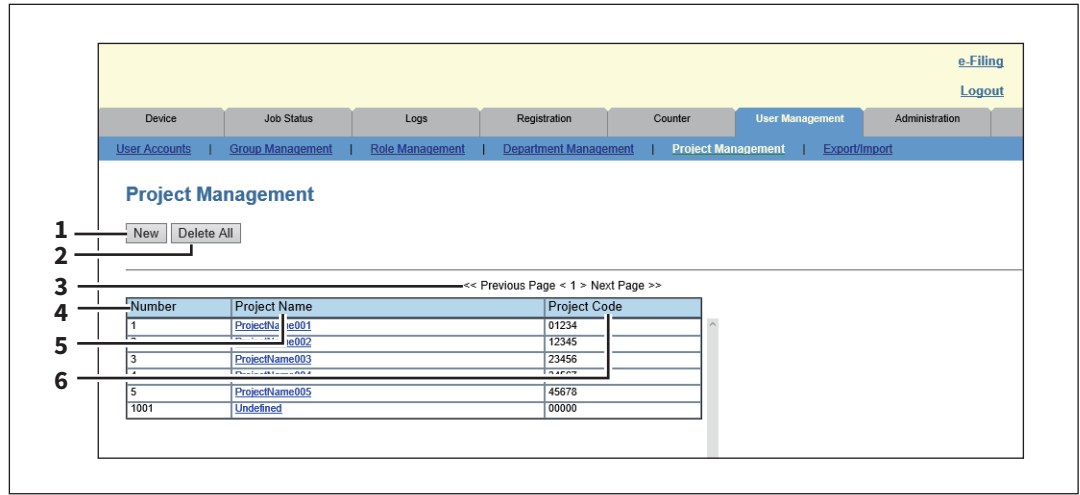 e-Filing
Logout
Device Job Status Logs Registration Counter User Management Administration
User Accounts | Group Management | Role Management | Department Management | Project Management | Export/Import
Project Management
1 New Delete All
2
3 << Previous Page < 1 > Next Page >>
4 Number Project Name Project Code
1 ProjectName001 01234
5 12345
3 ProjectName003 23456
6
5 ProjectName005 45678
1001 Undefined 00000